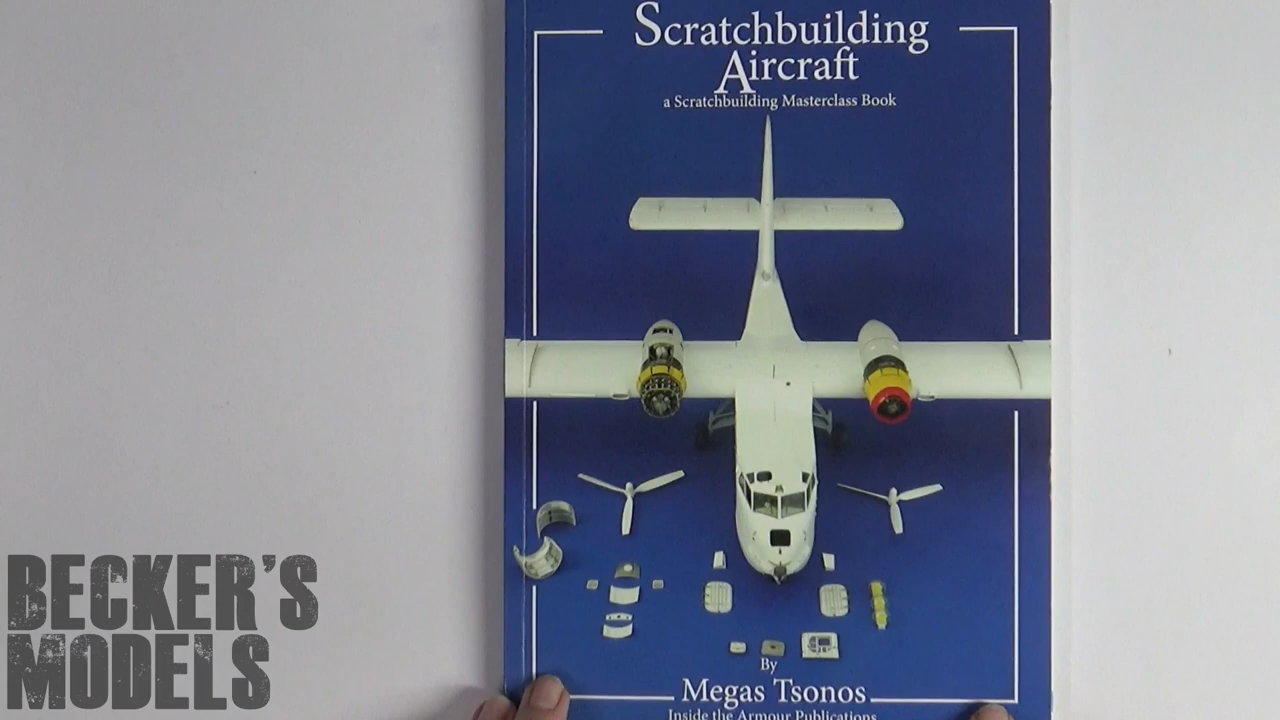 Scratchbuilding
Aircraft
a Scratchbuilding Masterclass Book
By
Megas Tsonos
Inside the Armour Publications
BECKER'S
MODELS